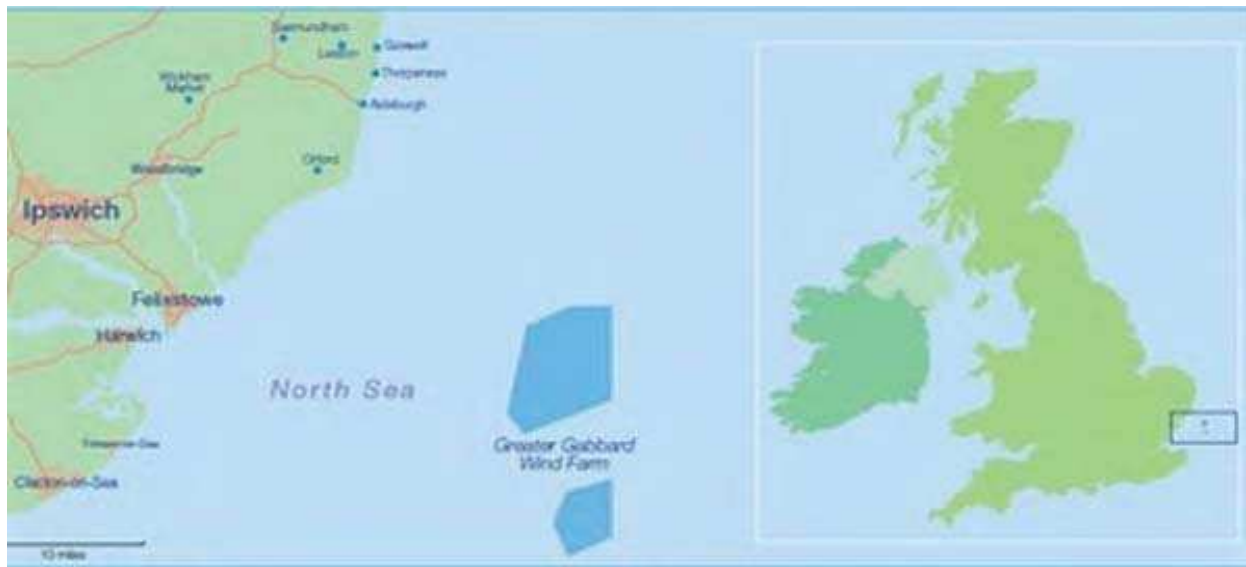 Saxmundham
Leiston
Sizewell
Thorpeness
Wickham
Market
Aldeburgh
Woodbridge
Orford
Ipswich
Felixstowe
Harwich
North Sea
Greater Gabbard
Wind Farm
Clacton-on-Sea
10 miles